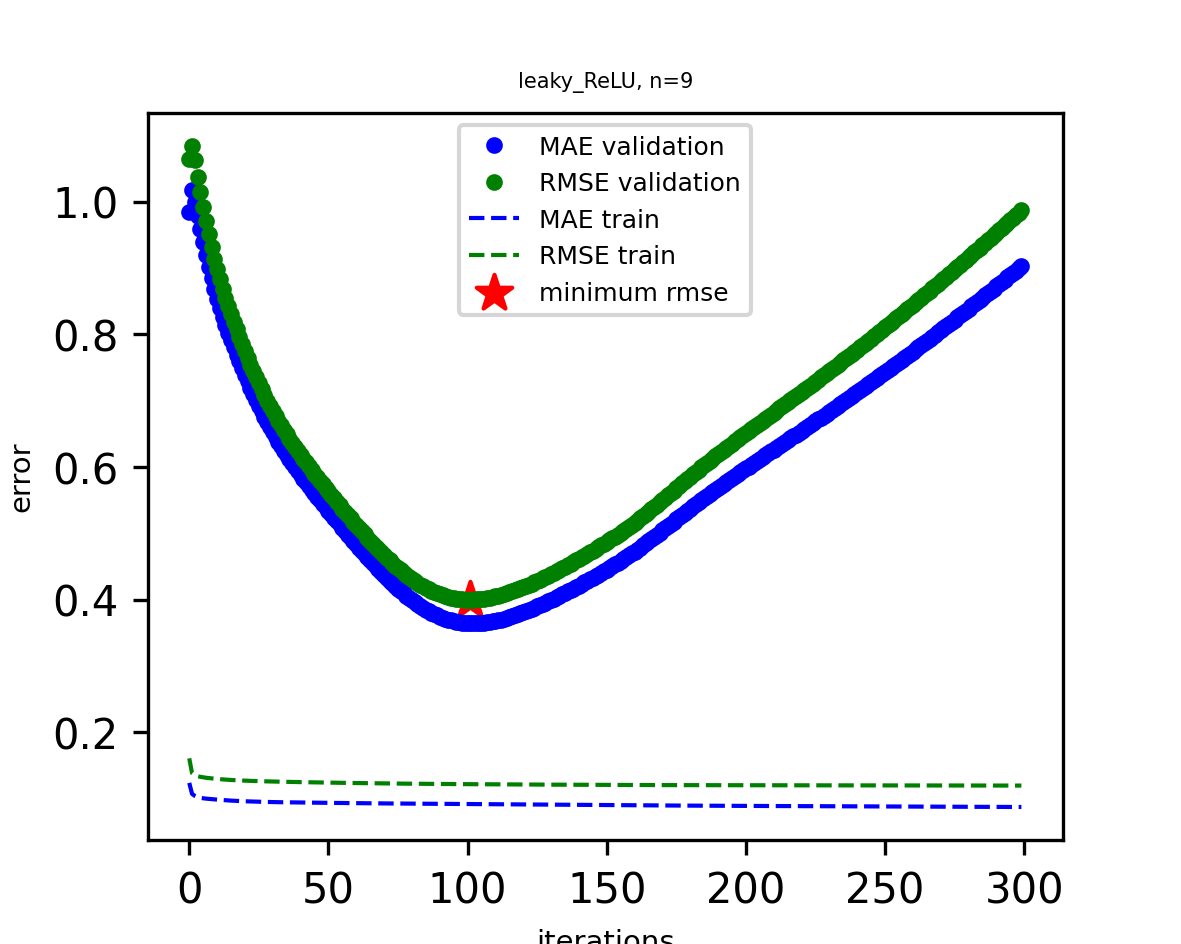 leaky_ReLU, n=9
MAE validation
RMSE validation
MAE train
RMSE train
minimum rmse
1.0
0.8
0.6
0.4
0.2
error
0 50 100 150 200 250 300
iterations